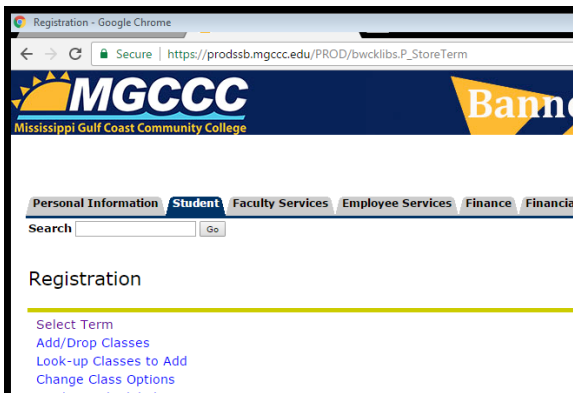 Registration - Google Chrome
Secure | https://prodssb.mgccc.edu/PROD/bwcklibs.P_StoreTerm
MGCCC
Mississippi Gulf Coast Community College
Personal Information Student Faculty Services Employee Services Finance
Search Go
Registration
Select Term
Add/Drop Classes
Look-up Classes to Add
Change Class Options